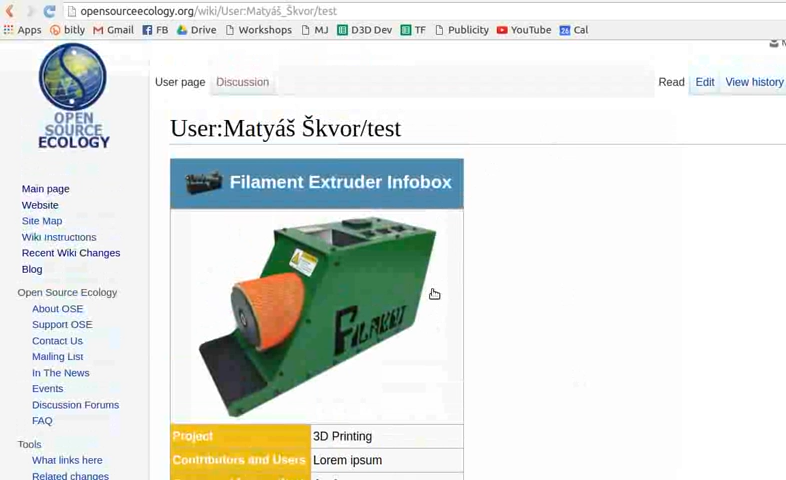 opensourceecology.org/wiki/User:Matyáš_Škvor/test
Apps bitly Gmail FB Drive Workshops MJ D3D Dev TF Publicity YouTube 26 Cal
OPEN
SOURCE
ECOLOGY
User page Discussion Read Edit View history
User:Matyáš Škvor/test
Filament Extruder Infobox
FILABOT
Main page
Website
Site Map
Wiki Instructions
Recent Wiki Changes
Blog
Open Source Ecology
About OSE
Support OSE
Contact Us
Mailing List
In The News
Events
Discussion Forums
FAQ
Tools
What links here
Related changes
Project 3D Printing
Contributors and Users Lorem ipsum